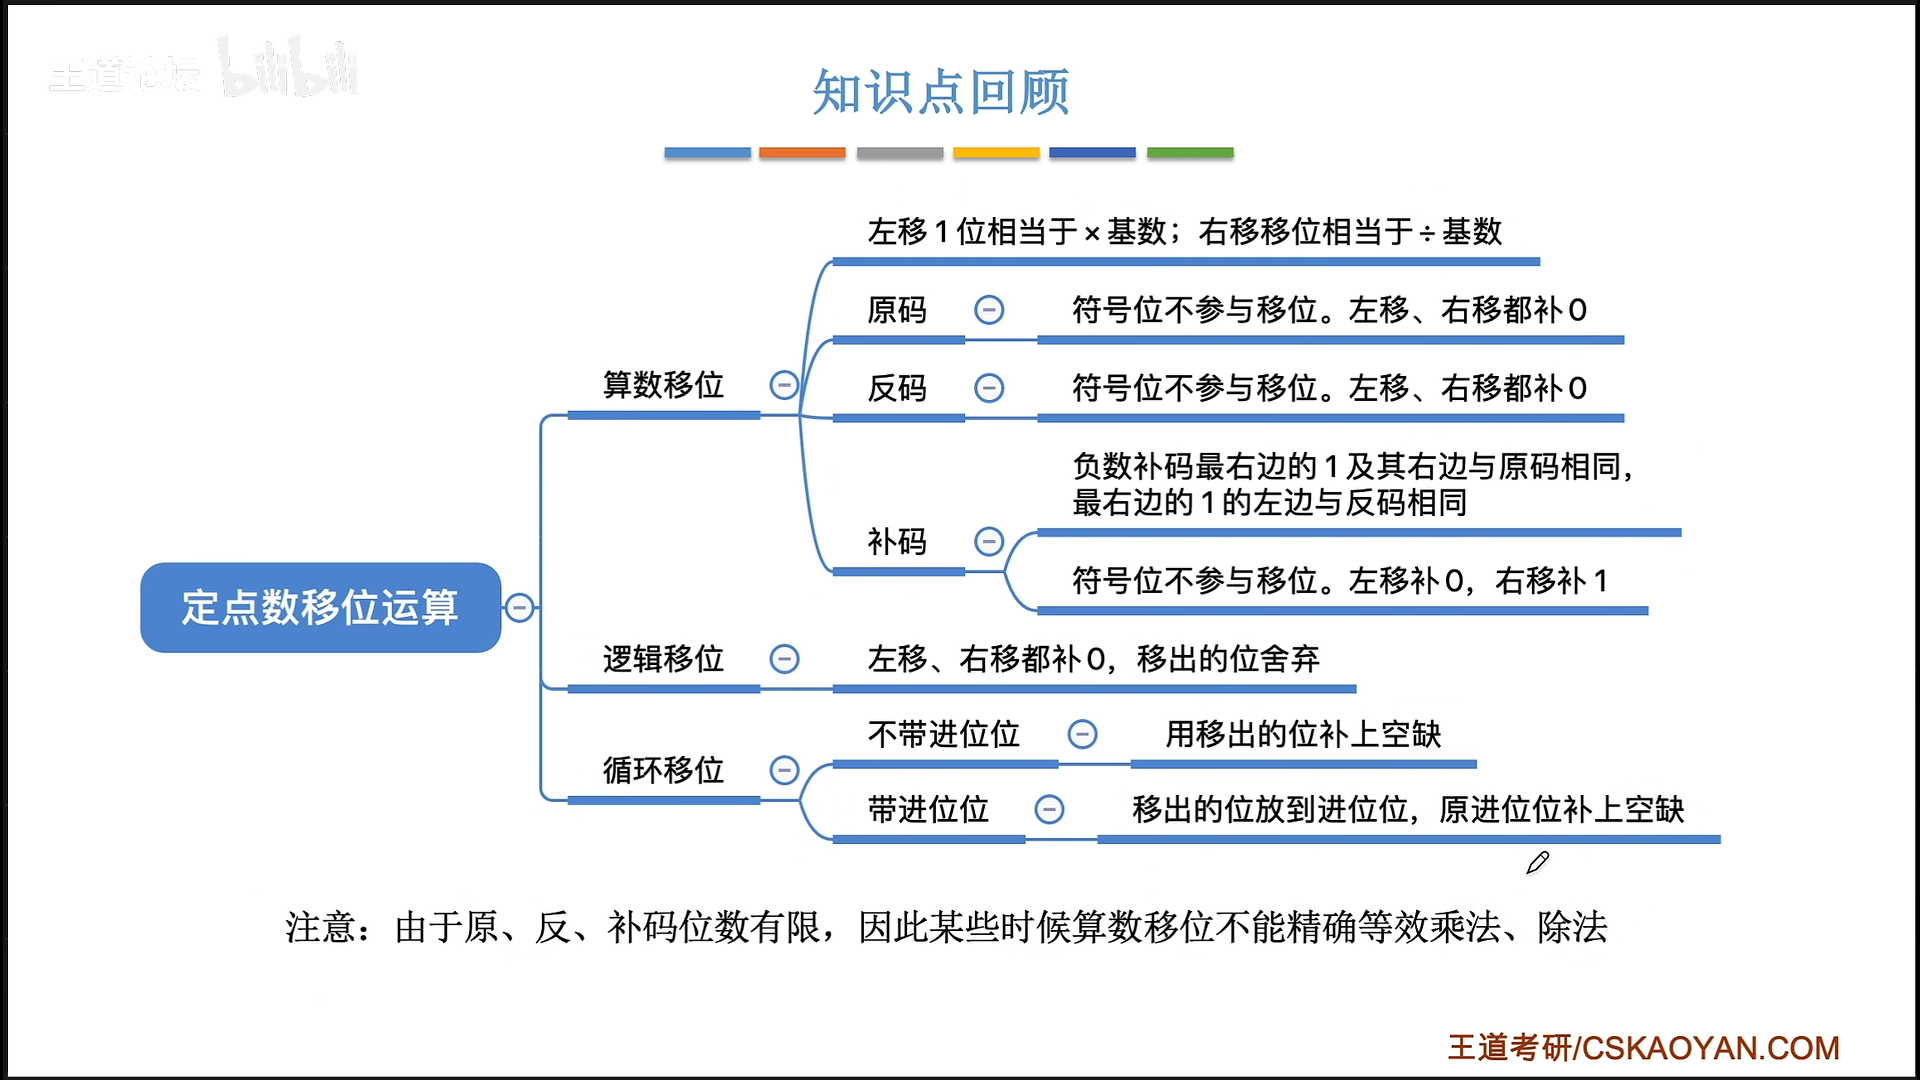 王道论坛 bilibili
知识点回顾
左移1位相当于×基数；右移移位相当于÷基数
原码
符号位不参与移位。左移、右移都补0
算数移位
反码
符号位不参与移位。左移、右移都补0
负数补码最右边的1及其右边与原码相同，
最右边的1的左边与反码相同
补码
符号位不参与移位。左移补0，右移补1
定点数移位运算
逻辑移位
左移、右移都补0，移出的位舍弃
不带进位位
用移出的位补上空缺
循环移位
带进位位
移出的位放到进位位，原进位位补上空缺
注意：由于原、反、补码位数有限，因此某些时候算数移位不能精确等效乘法、除法
王道考研/CSKAOYAN.COM